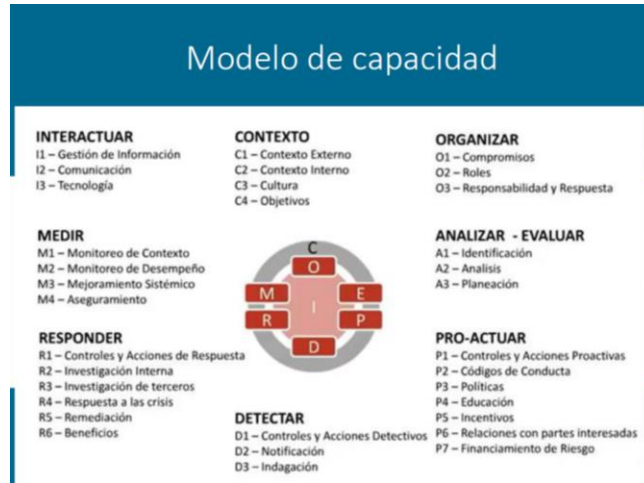 Modelo de capacidad
INTERACTUAR
I1 – Gestión de Información
I2 – Comunicación
I3 – Tecnología
CONTEXTO
C1 – Contexto Externo
C2 – Contexto Interno
C3 – Cultura
C4 – Objetivos
ORGANIZAR
O1 – Compromisos
O2 – Roles
O3 – Responsabilidad y Respuesta
MEDIR
M1 – Monitoreo de Contexto
M2 – Monitoreo de Desempeño
M3 – Mejoramiento Sistémico
M4 – Aseguramiento
C
O
M
E
I
R
P
D
ANALIZAR - EVALUAR
A1 – Identificación
A2 – Analisis
A3 – Planeación
RESPONDER
R1 – Controles y Acciones de Respuesta
R2 – Investigación Interna
R3 – Investigación de terceros
R4 – Respuesta a las crisis
R5 – Remediación
R6 – Beneficios
DETECTAR
D1 – Controles y Acciones Detectivos
D2 – Notificación
D3 – Indagación
PRO-ACTUAR
P1 – Controles y Acciones Proactivas
P2 – Códigos de Conducta
P3 – Políticas
P4 – Educación
P5 – Incentivos
P6 – Relaciones con partes interesadas
P7 – Financiamiento de Riesgo